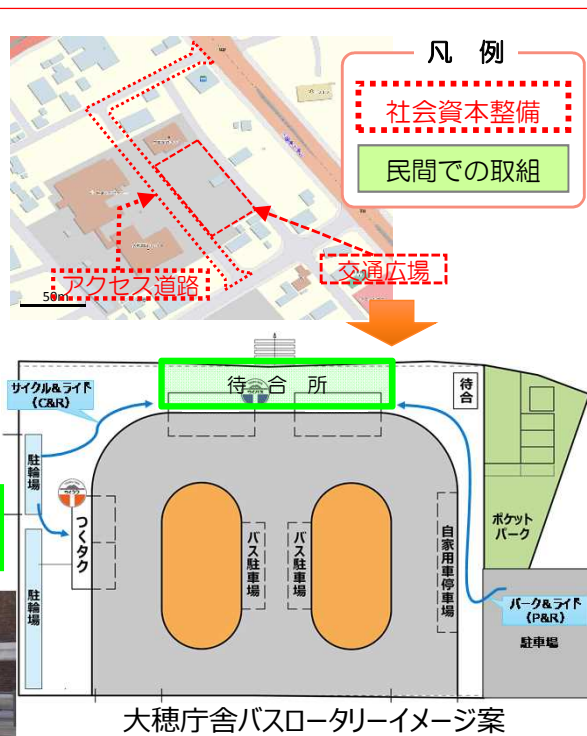 凡 例
社会資本整備
民間での取組
アクセス道路
交通広場
50m
サイクル&ライド
(C&R)
待 合 所
待合
駐輪場
つくタク
バス駐車場
バス駐車場
自家用車停車場
ポケット
パーク
駐輪場
パーク&ライド
(P&R)
駐車場
大穂庁舎バスロータリーイメージ案